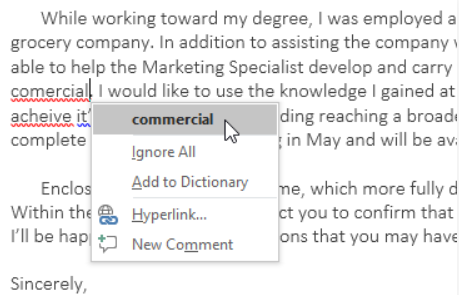 While working toward my degree, I was employed a
grocery company. In addition to assisting the company
able to help the Marketing Specialist develop and carry
comercial. I would like to use the knowledge I gained at
acheive it' ding reaching a broade
commercial
complete in May and will be ava
Ignore All
Add to Dictionary
Enclos me, which more fully d
Within the ct you to confirm that
Hyperlink...
I'll be hap ons that you may have
New Comment
Sincerely,